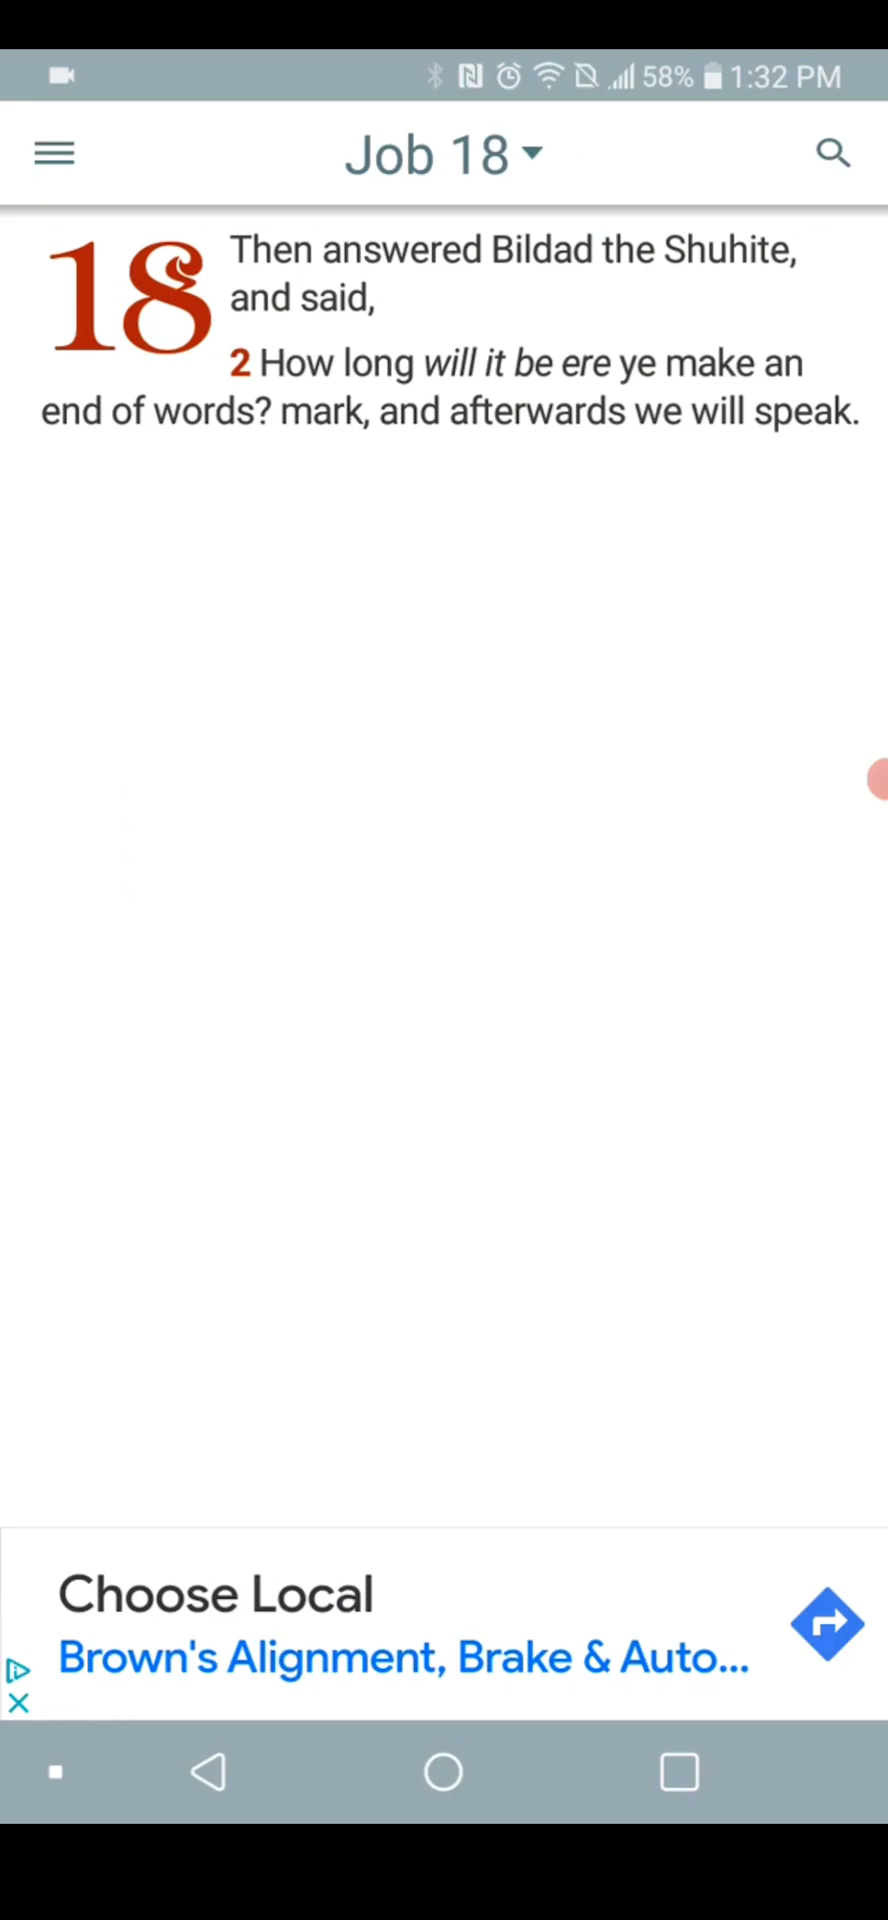 58% 1:32 PM
Job 18
18 Then answered Bildad the Shuhite,
and said,
2 How long will it be ere ye make an
end of words? mark, and afterwards we will speak.
Choose Local
Brown's Alignment, Brake & Auto...